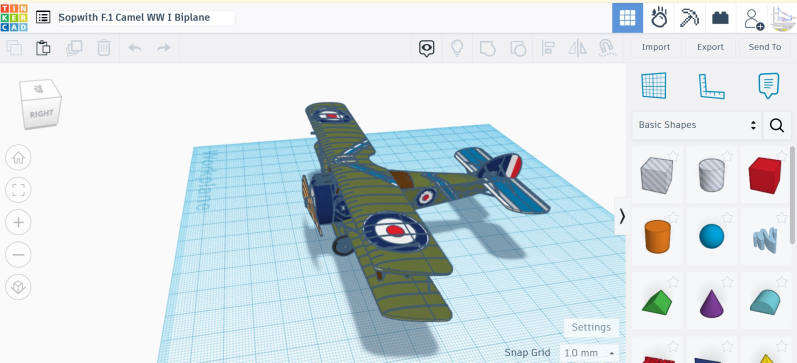 TIN
KER
CAD
Sopwith F.1 Camel WW I Biplane
Import
Export
Send To
RIGHT
Workplane
Basic Shapes
Settings
Snap Grid
1.0 mm